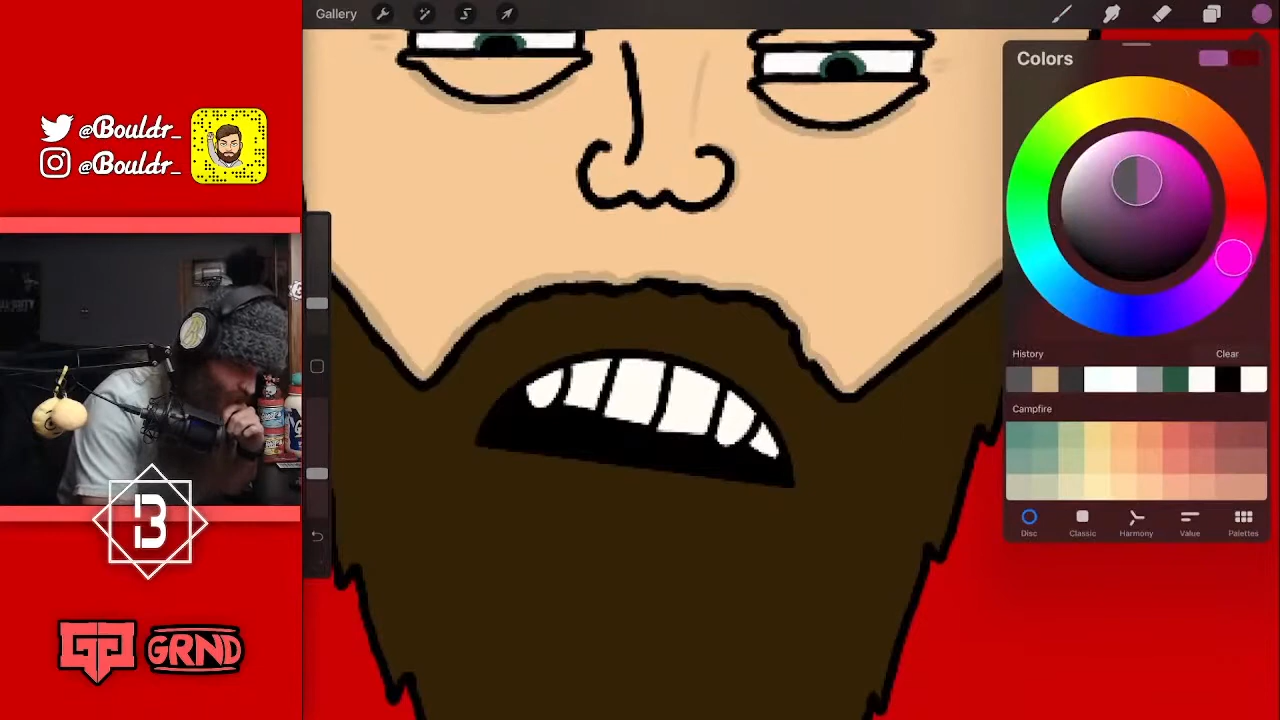 Gallery
Colors
@Bouldr_
@Bouldr_
History
Clear
Campfire
Disc
Classic
Harmony
Value
Palettes
B
GRND